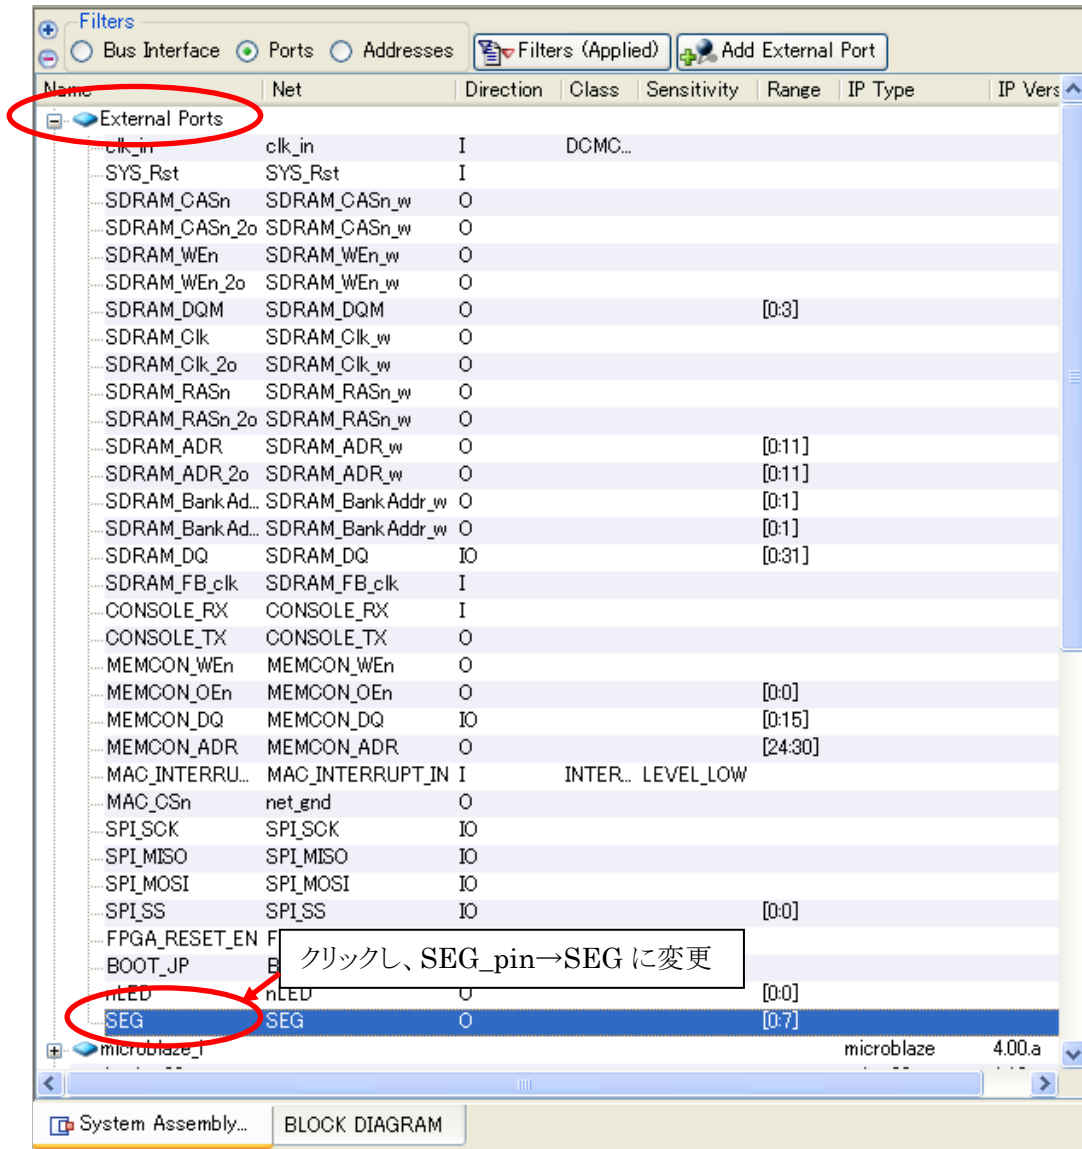 Filters
Bus Interface Ports Addresses Filters (Applied) Add External Port
Name Net Direction Class Sensitivity Range IP Type IP Vers
External Ports
clk_in clk_in I DCMC...
SYS_Rst SYS_Rst I
SDRAM_CASn SDRAM_CASn_w O
SDRAM_CASn_2o SDRAM_CASn_w O
SDRAM_WEn SDRAM_WEn_w O
SDRAM_WEn_2o SDRAM_WEn_w O
SDRAM_DQM SDRAM_DQM O [0:3]
SDRAM_Clk SDRAM_Clk_w O
SDRAM_Clk_2o SDRAM_Clk_w O
SDRAM_RASn SDRAM_RASn_w O
SDRAM_RASn_2o SDRAM_RASn_w O
SDRAM_ADR SDRAM_ADR_w O [0:11]
SDRAM_ADR_2o SDRAM_ADR_w O [0:11]
SDRAM_BankAd... SDRAM_BankAddr_w O [0:1]
SDRAM_BankAd... SDRAM_BankAddr_w O [0:1]
SDRAM_DQ SDRAM_DQ IO [0:31]
SDRAM_FB_clk SDRAM_FB_clk I
CONSOLE_RX CONSOLE_RX I
CONSOLE_TX CONSOLE_TX O
MEMCON_WEn MEMCON_WEn O
MEMCON_OEn MEMCON_OEn O [0:0]
MEMCON_DQ MEMCON_DQ IO [0:15]
MEMCON_ADR MEMCON_ADR O [24:30]
MAC_INTERRU... MAC_INTERRUPT_IN I INTER... LEVEL_LOW
MAC_CSn net_gnd O
SPI_SCK SPI_SCK IO
SPI_MISO SPI_MISO IO
SPI_MOSI SPI_MOSI IO
SPI_SS SPI_SS IO [0:0]
FPGA_RESET_EN F
クリックし、SEG_pin→SEG に変更
BOOT_JP B
nLED nLED O [0:0]
SEG SEG O [0:7]
microblaze_i microblaze 4.00.a
System Assembly... BLOCK DIAGRAM